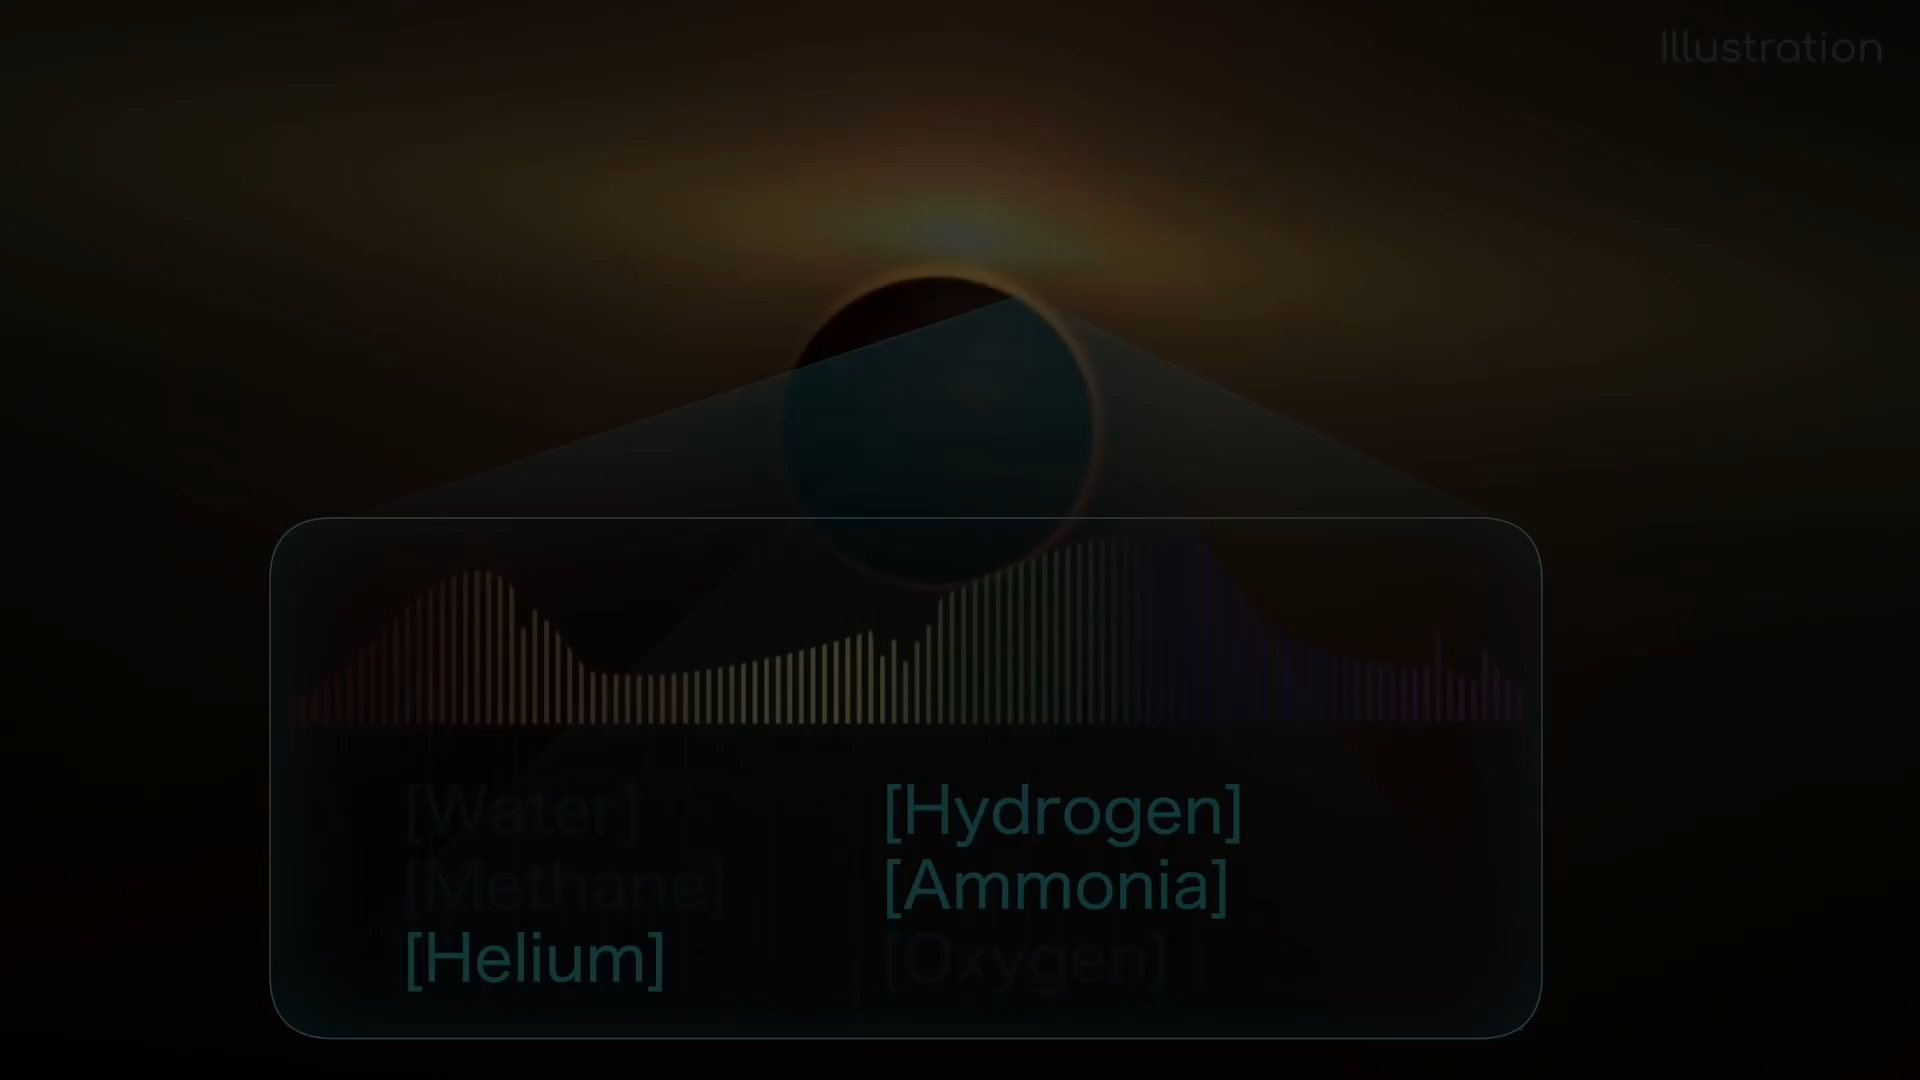 Illustration
[Water]
[Methane]
[Helium]
[Hydrogen]
[Ammonia]
[Oxygen]